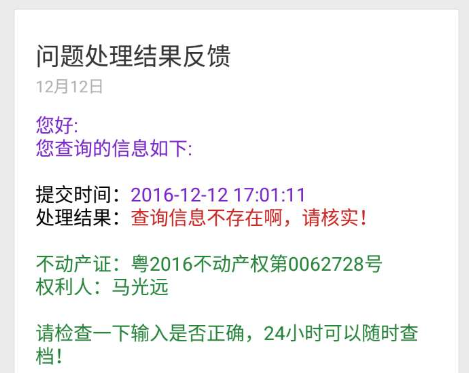 问题处理结果反馈
12月12日
您好:
您查询的信息如下:
提交时间：2016-12-12 17:01:11
处理结果：查询信息不存在啊，请核实！
不动产证：粤2016不动产权第0062728号
权利人：马光远
请检查一下输入是否正确，24小时可以随时查
档！